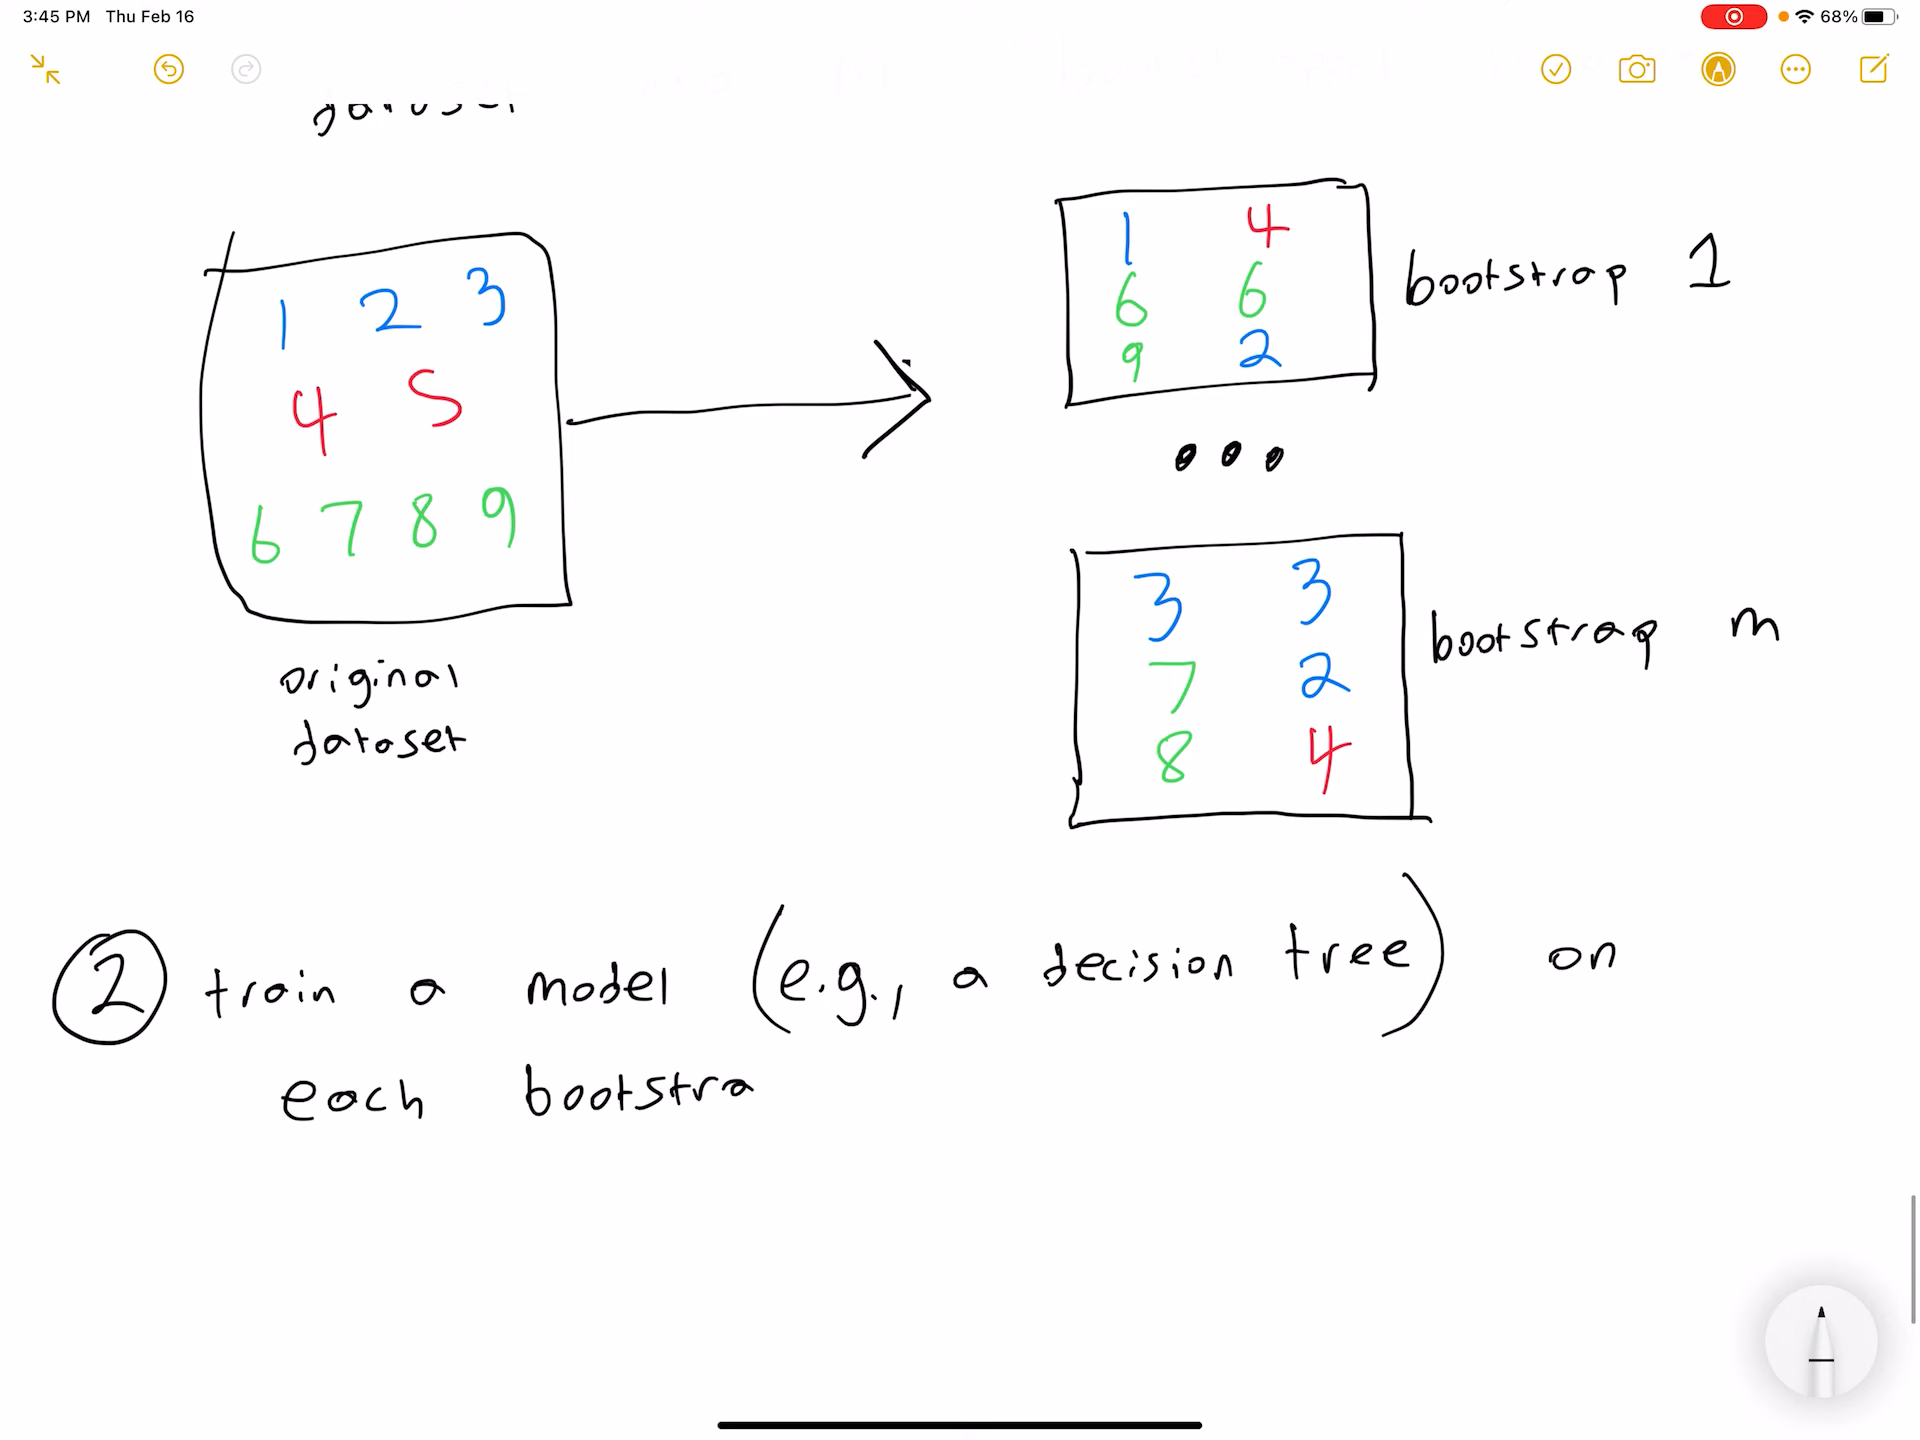 3:45 PM Thu Feb 16
68%
dataset
1 4
6 6
9 2
bootstrap 1
1 2 3
4 5
6 7 8 9
original
dataset
3 3
7 2
8 4
bootstrap m
2 train a model (e.g., a decision tree) on
each bootstra